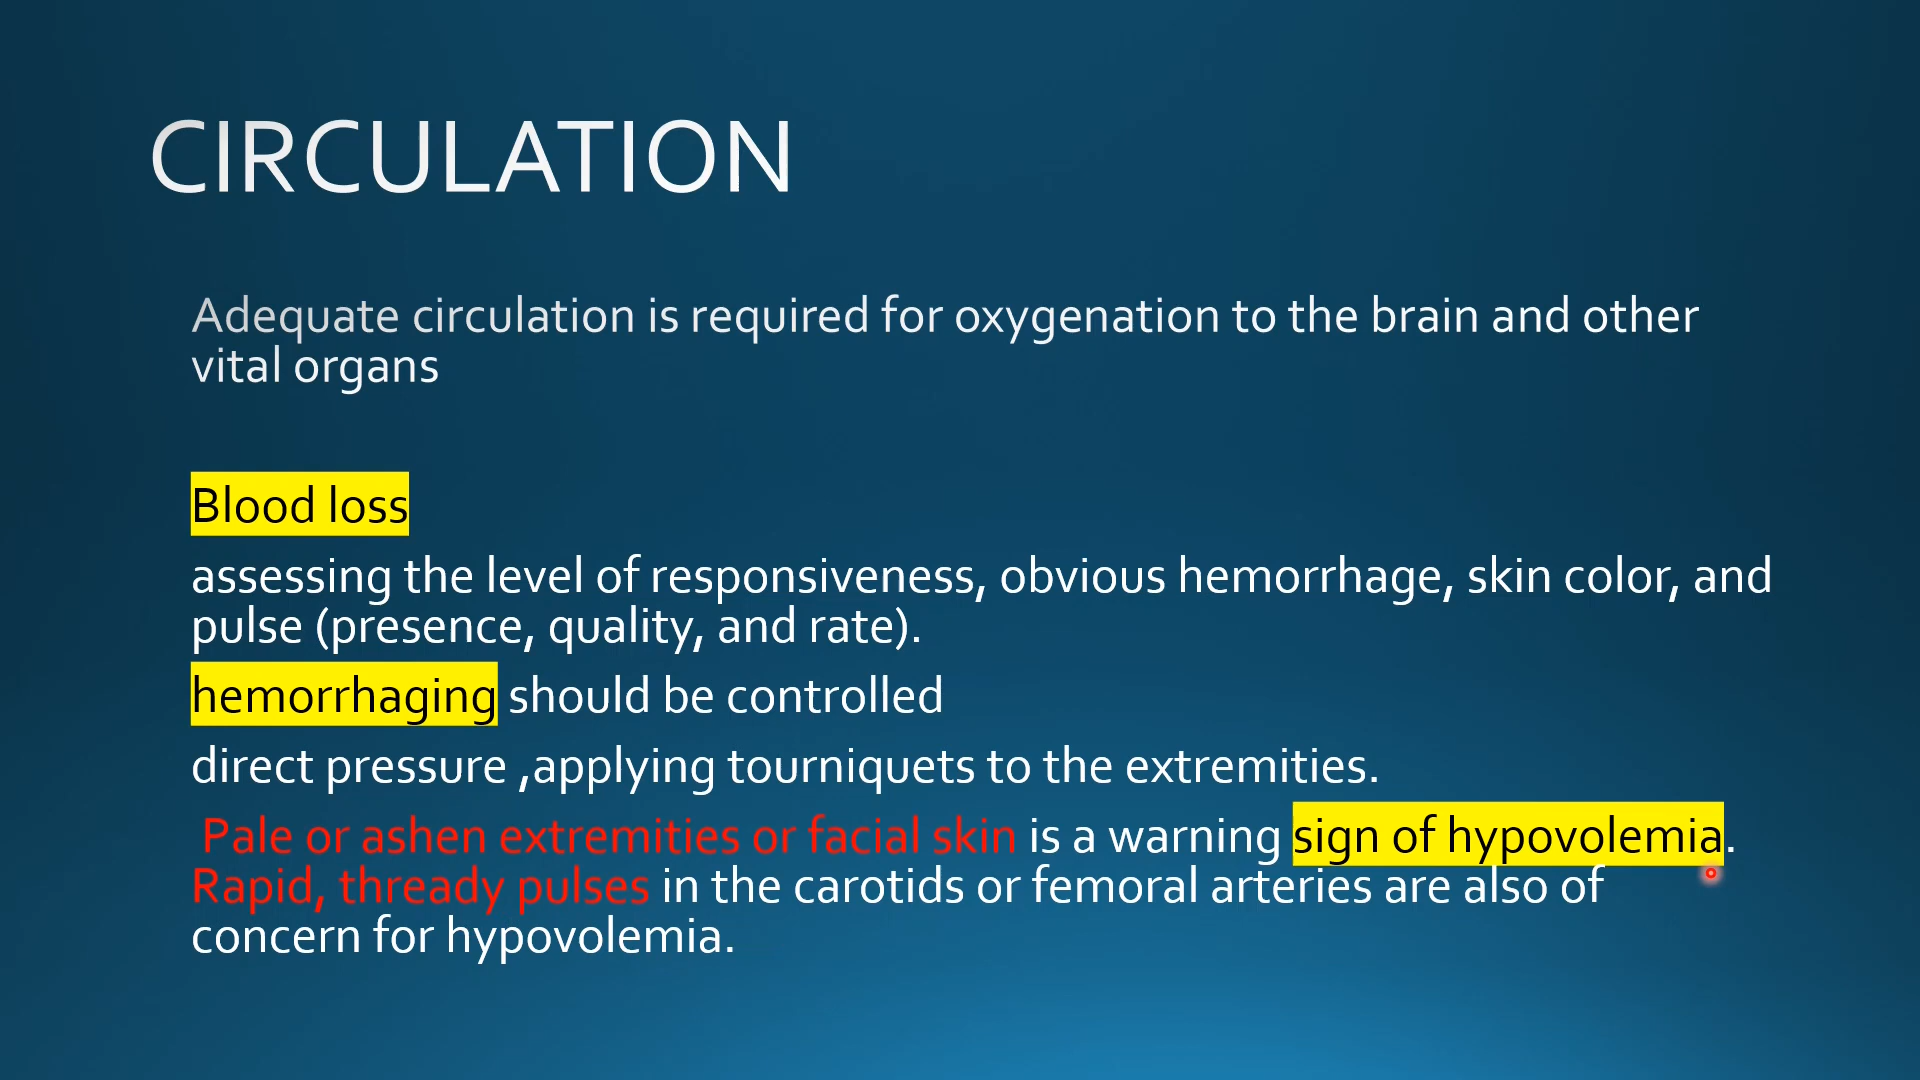 CIRCULATION
Adequate circulation is required for oxygenation to the brain and other
vital organs
Blood loss
assessing the level of responsiveness, obvious hemorrhage, skin color, and
pulse (presence, quality, and rate).
hemorrhaging should be controlled
direct pressure ,applying tourniquets to the extremities.
Pale or ashen extremities or facial skin is a warning sign of hypovolemia.
Rapid, thready pulses in the carotids or femoral arteries are also of
concern for hypovolemia.